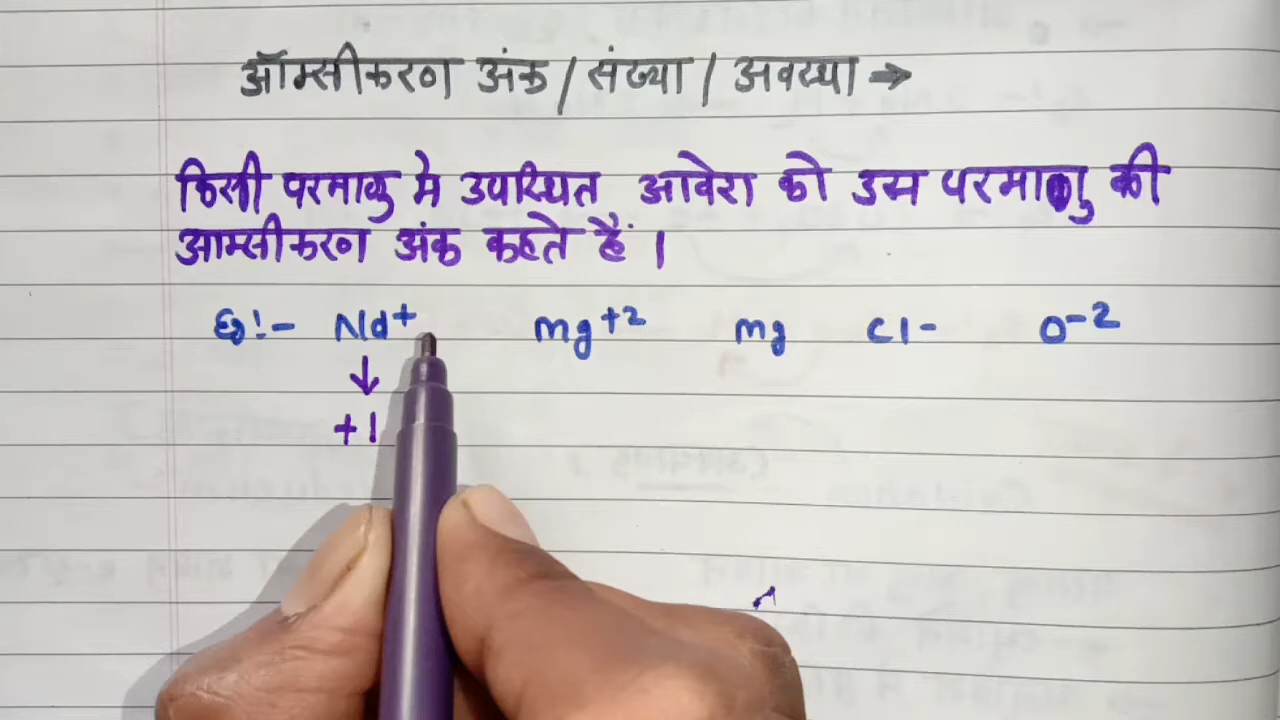 ऑक्सीकरण अंक / संख्या / अवस्था →
किसी परमाणु मे उपस्थित आवेश को उस परमाणु की
आक्सीकरण अंक कहते हैं ।
Eg:- Na+ mg+2 mg cl- o-2
↓
+1